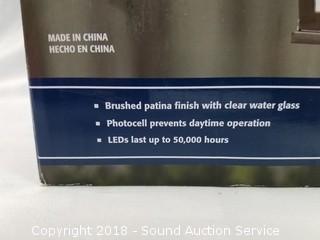 MADE IN CHINA
HECHO EN CHINA
Brushed patina finish with clear water glass
Photocell prevents daytime operation
LEDs last up to 50,000 hours
Copyright 2018 - Sound Auction Service